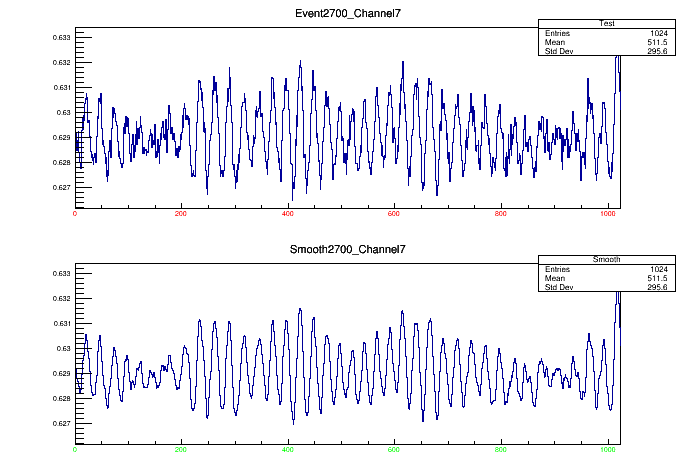 Event2700_Channel7
Test
Entries 1024
Mean 511.5
Std Dev 295.6
0.633
0.632
0.631
0.63
0.629
0.628
0.627
0 200 400 600 800 1000
Smooth2700_Channel7
Smooth
Entries 1024
Mean 511.5
Std Dev 295.6
0.633
0.632
0.631
0.63
0.629
0.628
0.627
0 200 400 600 800 1000